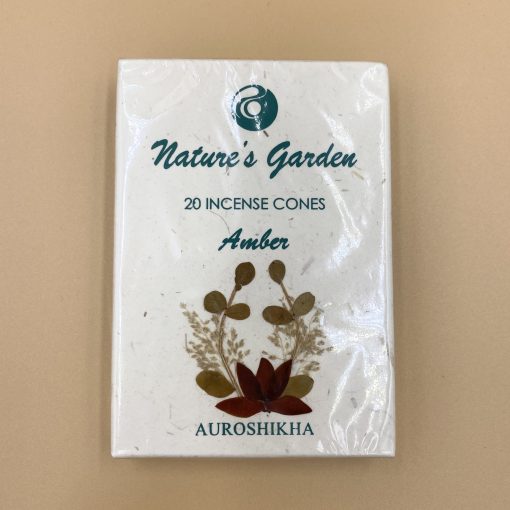 Nature's Garden
20 INCENSE CONES
Amber
AUROSHIKHA